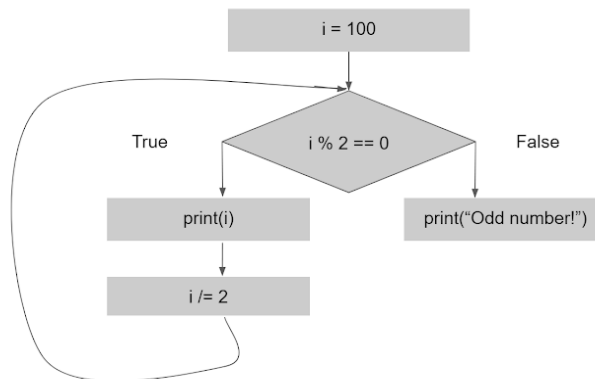 i = 100
True
i % 2 == 0
False
print(i)
print(“Odd number!”)
i /= 2